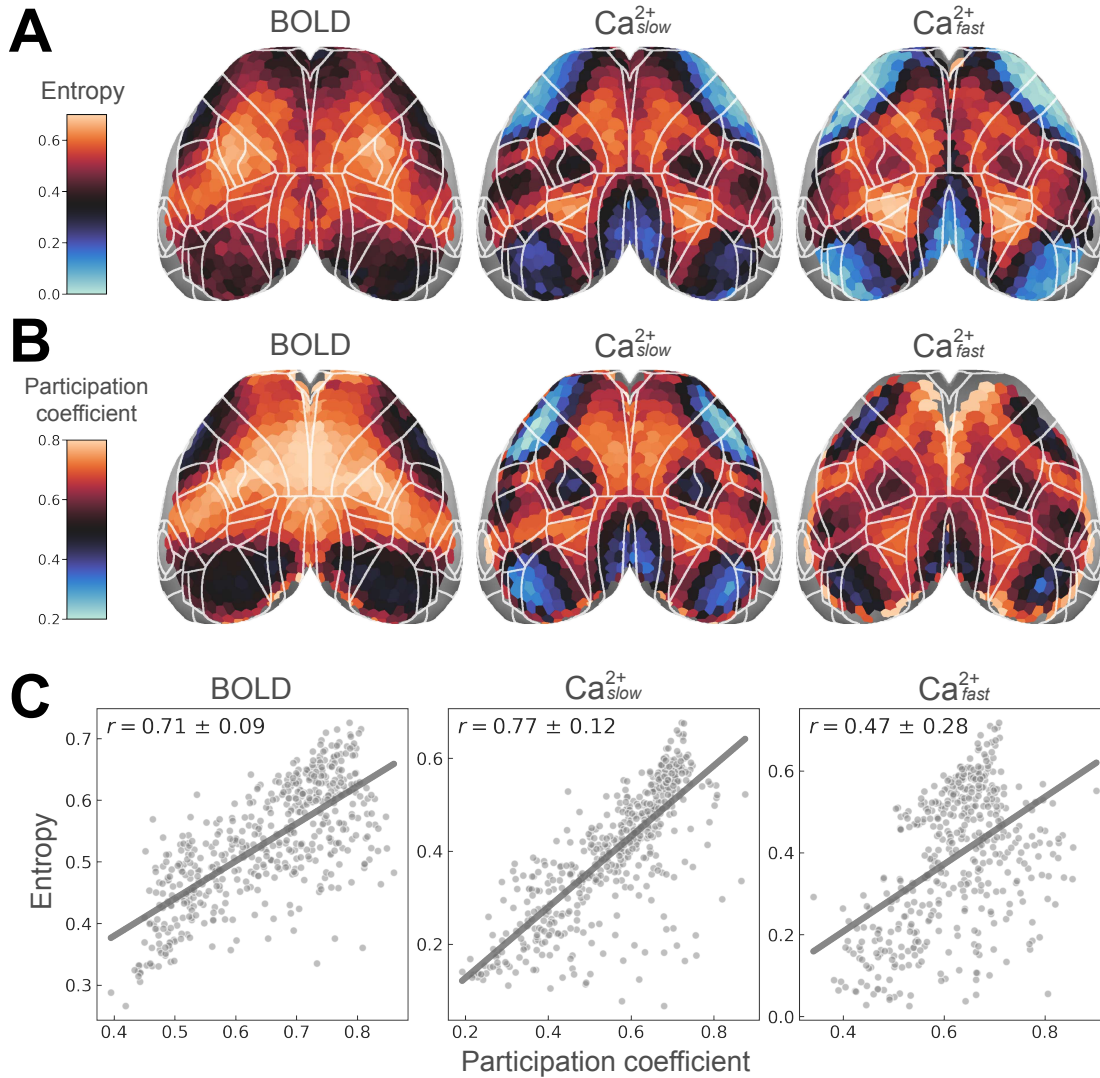 A
BOLD
Ca2+slow
Ca2+fast
Entropy
0.6
0.4
0.2
0.0
B
BOLD
Ca2+slow
Ca2+fast
Participation
coefficient
0.8
0.6
0.4
0.2
C
BOLD
Ca2+slow
Ca2+fast
r = 0.71 ± 0.09
r = 0.77 ± 0.12
r = 0.47 ± 0.28
Entropy
0.7
0.6
0.5
0.4
0.3
0.4 0.5 0.6 0.7 0.8
0.6
0.4
0.2
0.2 0.4 0.6 0.8
0.6
0.4
0.2
0.0
0.4 0.6 0.8
Participation coefficient